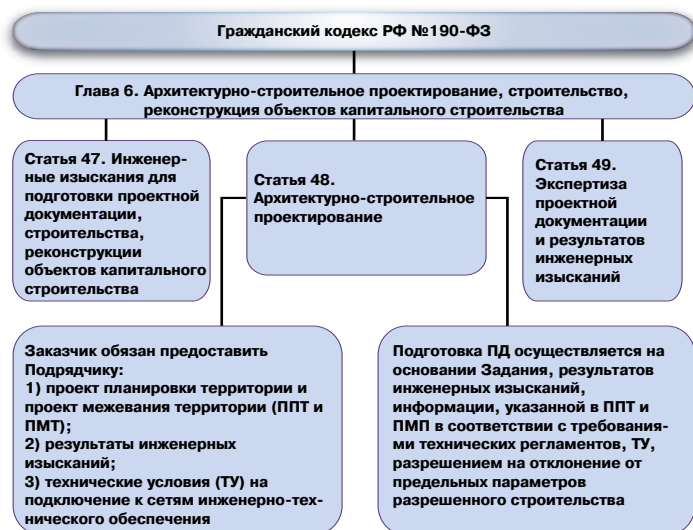 Гражданский кодекс РФ №190-ФЗ
Глава 6. Архитектурно-строительное проектирование, строительство,
реконструкция объектов капитального строительства
Статья 47. Инженер-
ные изыскания для
подготовки проектной
документации,
строительства,
реконструкции
объектов капитального
строительства
Статья 48.
Архитектурно-строительное
проектирование
Статья 49.
Экспертиза
проектной
документации
и результатов
инженерных
изысканий
Заказчик обязан предоставить
Подрядчику:
1) проект планировки территории и
проект межевания территории (ППТ и
ПМТ);
2) результаты инженерных
изысканий;
3) технические условия (ТУ) на
подключение к сетям инженерно-тех-
нического обеспечения
Подготовка ПД осуществляется на
основании Задания, результатов
инженерных изысканий,
информации, указанной в ППТ и
ПМП в соответствии с требования-
ми технических регламентов, ТУ,
разрешением на отклонение от
предельных параметров
разрешенного строительства